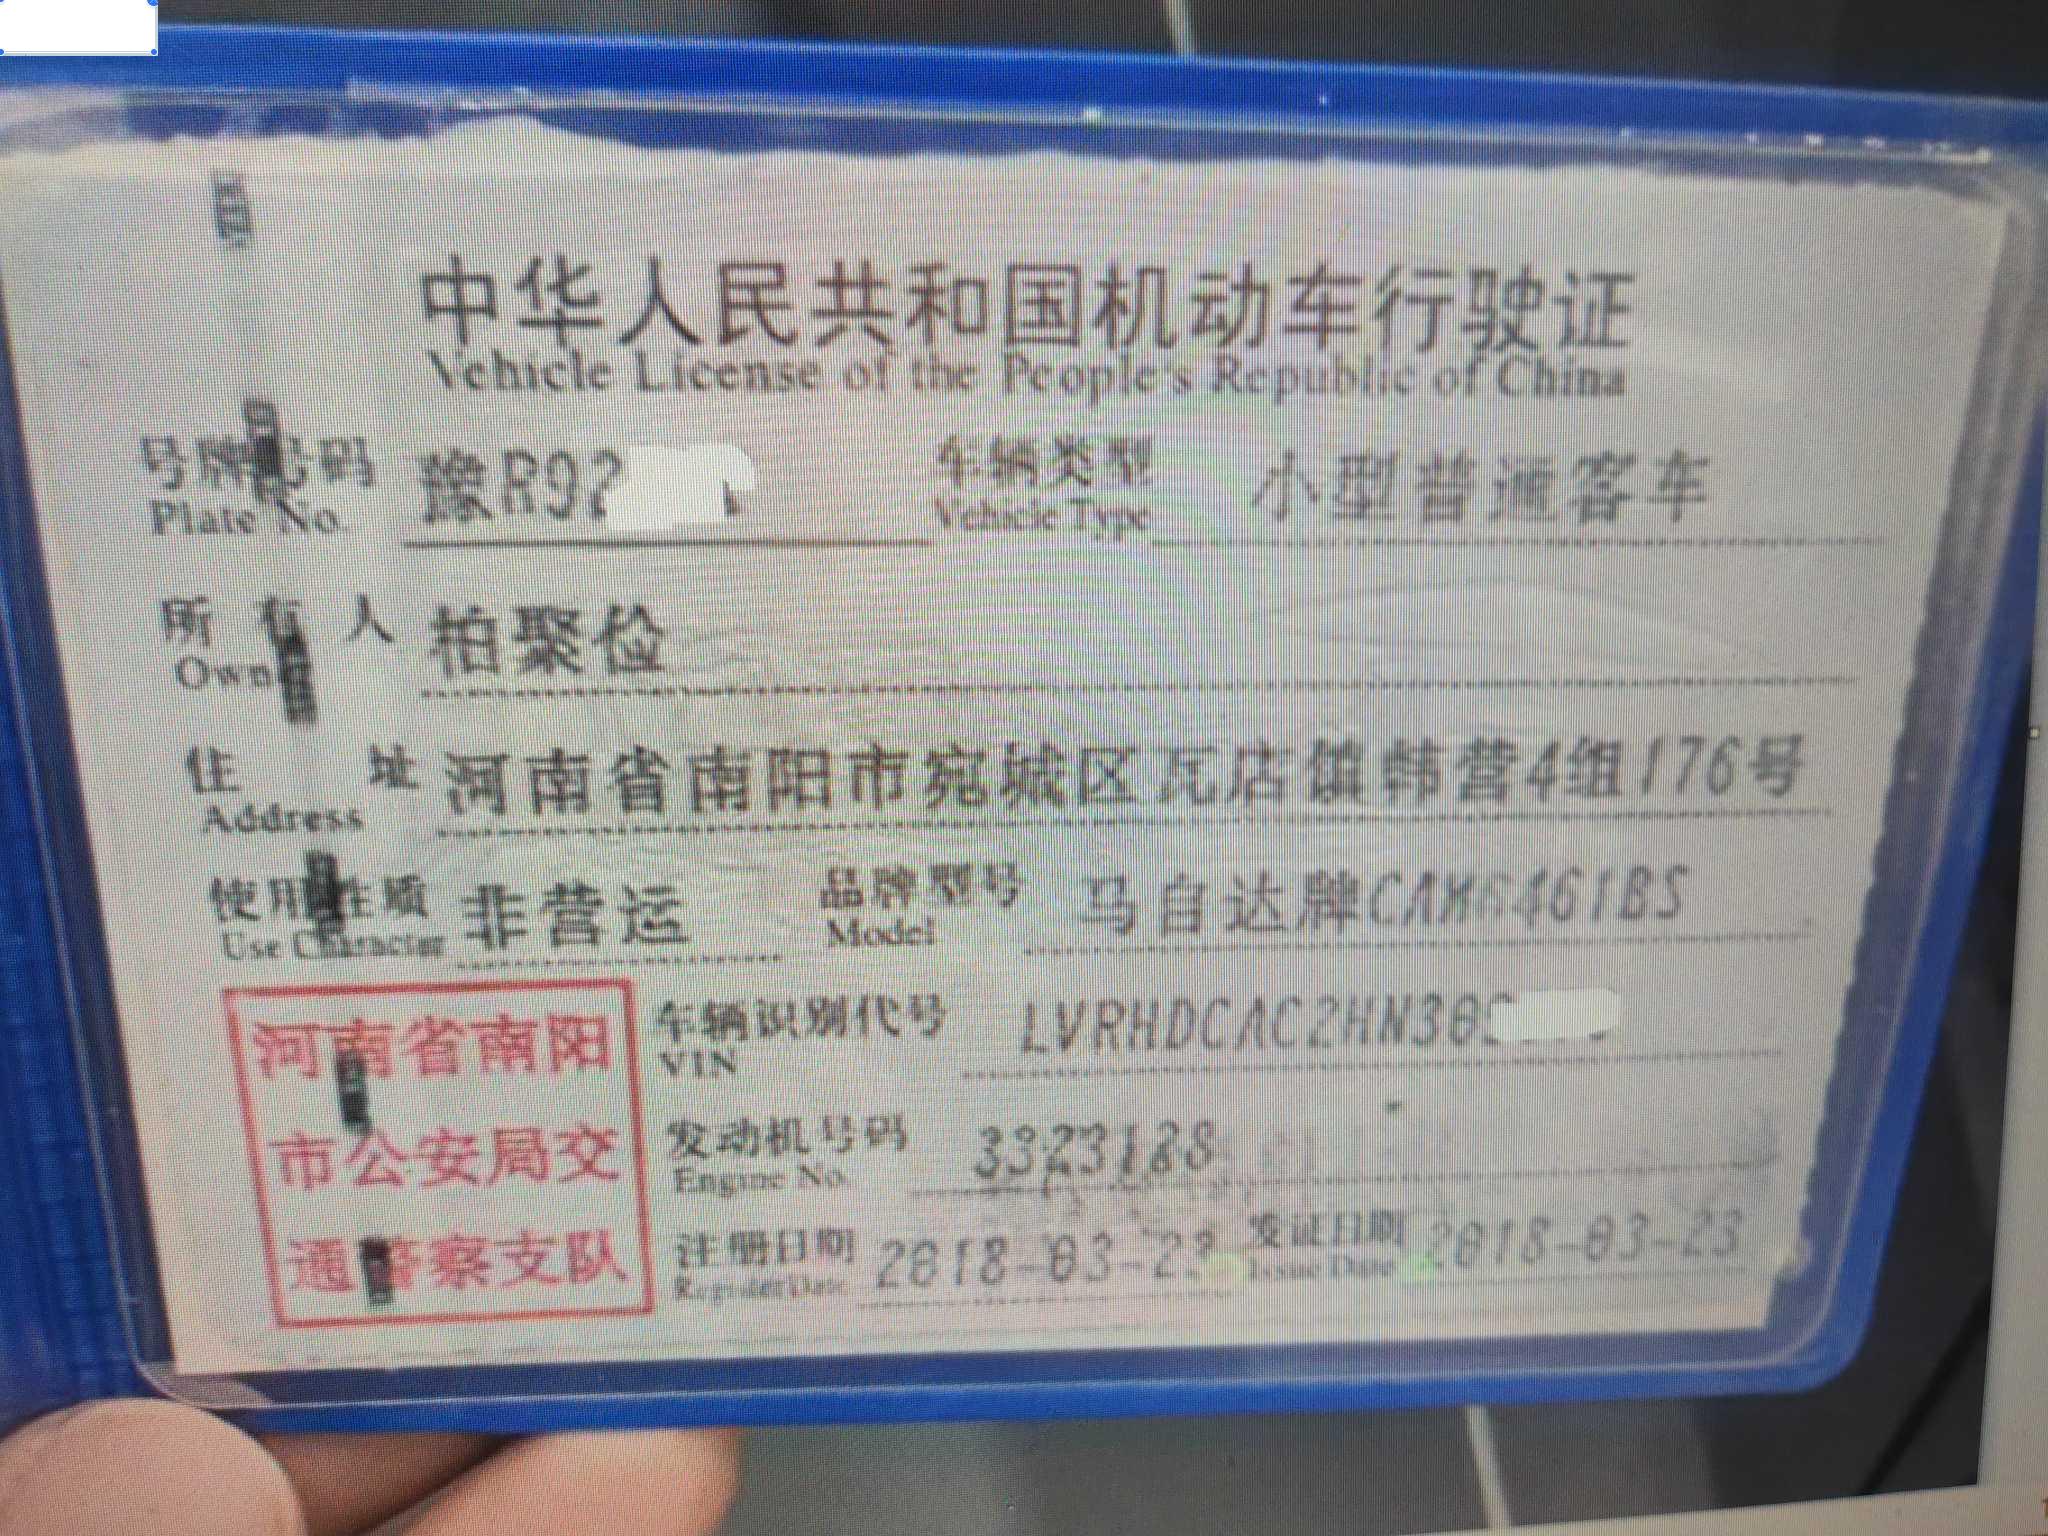 中华人民共和国机动车行驶证
Vehicle License of the People's Republic of China
号牌号码 豫R92 车辆类型 小型普通客车
Plate No. Vehicle Type
所有人 柏聚俭
Owner
住址 河南省南阳市宛城区瓦店镇韩营4组176号
Address
使用性质 非营运 品牌型号 马自达牌CAM6461BS
Use Character Model
河南省南阳
市公安局交
通警察支队
车辆识别代号 LVRHDCAC2HN30
VIN
发动机号码 3323128
Engine No.
注册日期 2018-03-23 发证日期 2018-03-23
Register Date Issue Date